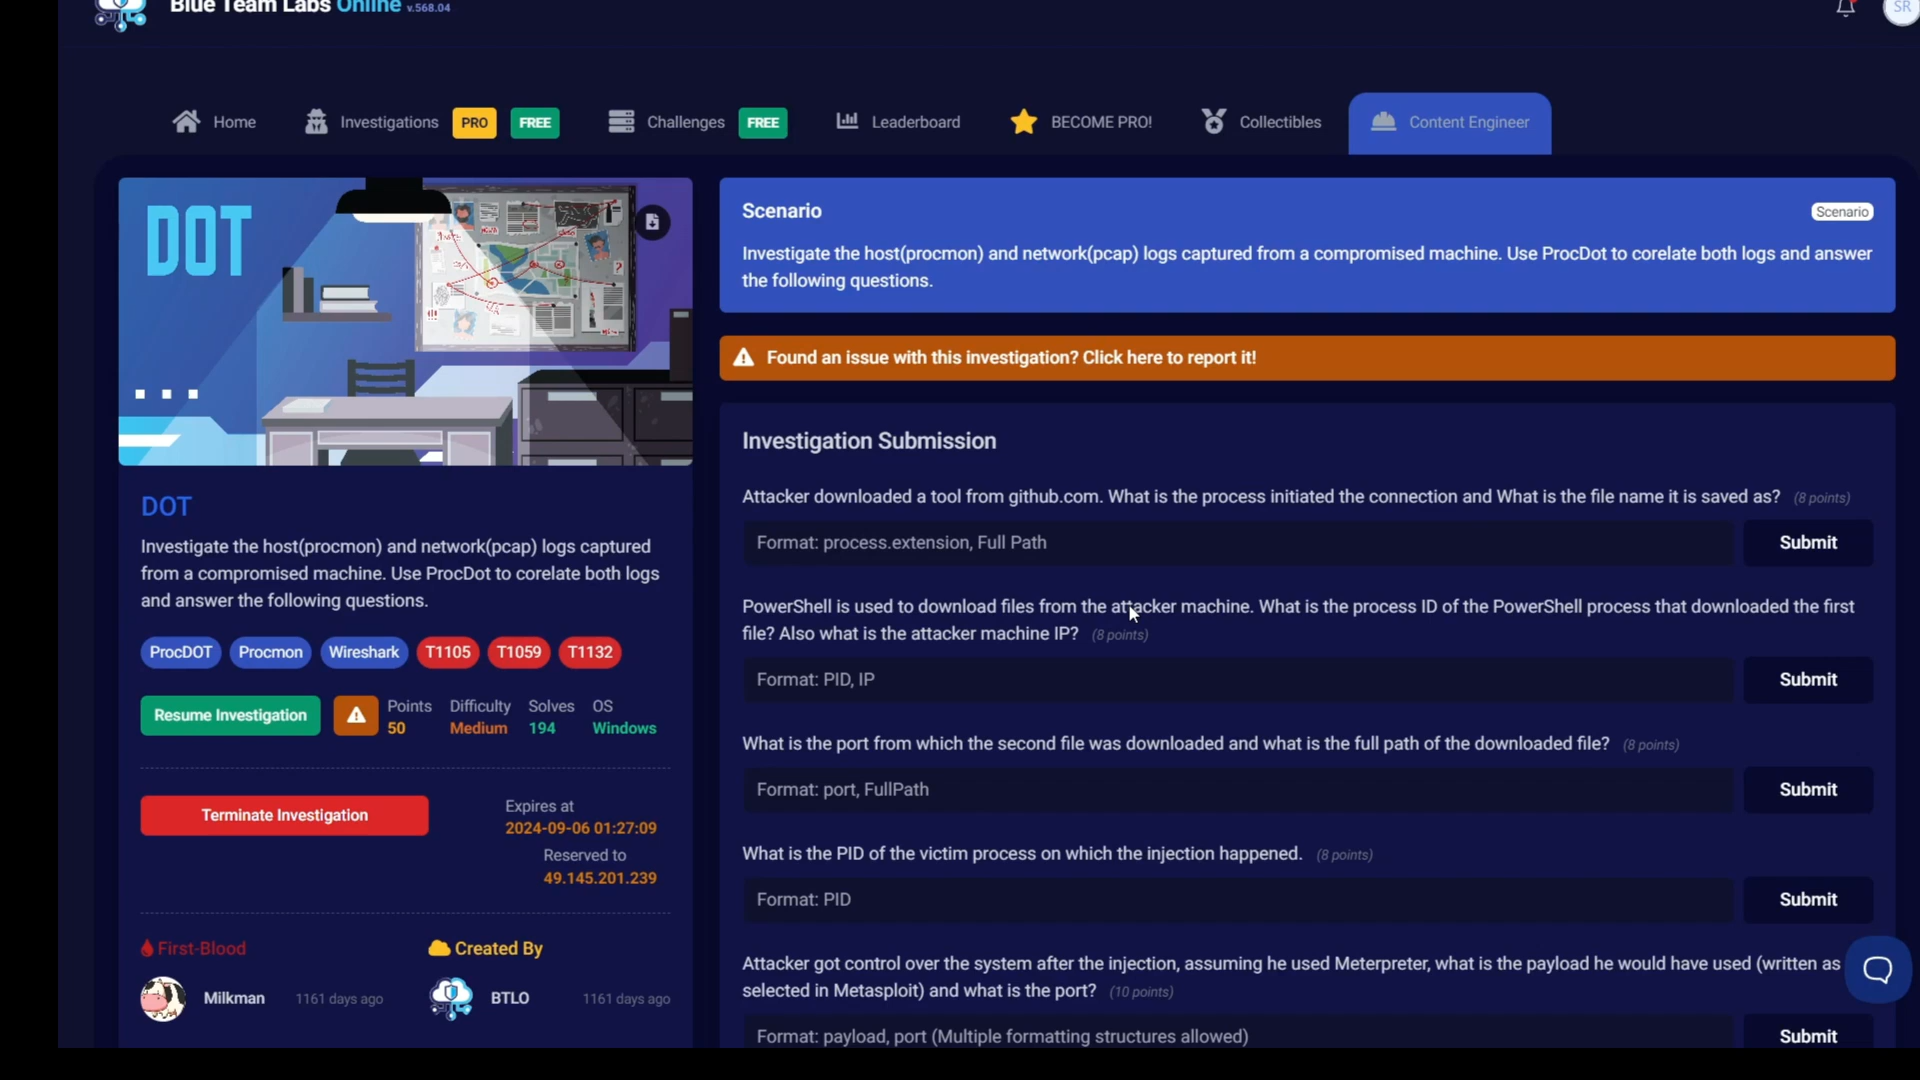 Blue Team Labs Online v.568.04
SR
Home
Investigations PRO FREE
Challenges FREE
Leaderboard
BECOME PRO!
Collectibles
Content Engineer
DOT
DOT
Investigate the host(procmon) and network(pcap) logs captured
from a compromised machine. Use ProcDot to corelate both logs
and answer the following questions.
ProcDOT Procmon Wireshark T1105 T1059 T1132
Resume Investigation
Points
50
Difficulty
Medium
Solves
194
OS
Windows
Terminate Investigation
Expires at
2024-09-06 01:27:09
Reserved to
49.145.201.239
First-Blood
Milkman 1161 days ago
Created By
BTLO 1161 days ago
Scenario
Scenario
Investigate the host(procmon) and network(pcap) logs captured from a compromised machine. Use ProcDot to corelate both logs and answer
the following questions.
Found an issue with this investigation? Click here to report it!
Investigation Submission
Attacker downloaded a tool from github.com. What is the process initiated the connection and What is the file name it is saved as? (8 points)
Format: process.extension, Full Path
Submit
PowerShell is used to download files from the attacker machine. What is the process ID of the PowerShell process that downloaded the first
file? Also what is the attacker machine IP? (8 points)
Format: PID, IP
Submit
What is the port from which the second file was downloaded and what is the full path of the downloaded file? (8 points)
Format: port, FullPath
Submit
What is the PID of the victim process on which the injection happened. (8 points)
Format: PID
Submit
Attacker got control over the system after the injection, assuming he used Meterpreter, what is the payload he would have used (written as
selected in Metasploit) and what is the port? (10 points)
Format: payload, port (Multiple formatting structures allowed)
Submit